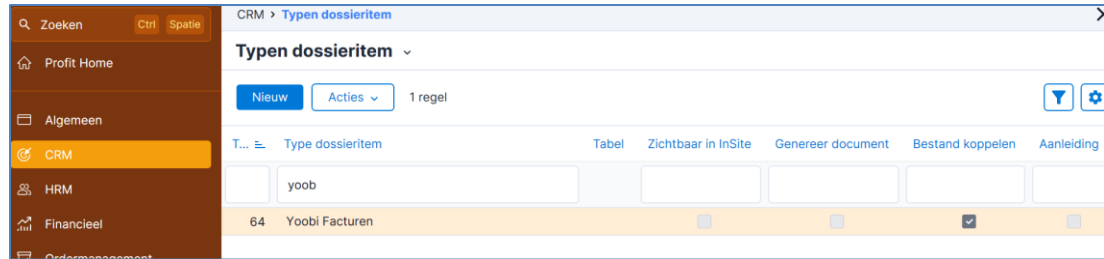 Zoeken Ctrl Spatie
Profit Home
Algemeen
CRM
HRM
Financieel
Ordermanagement
CRM > Typen dossieritem
Typen dossieritem
Nieuw Acties 1 regel
T... Type dossieritem Tabel Zichtbaar in InSite Genereer document Bestand koppelen Aanleiding
yoob
64 Yoobi Facturen